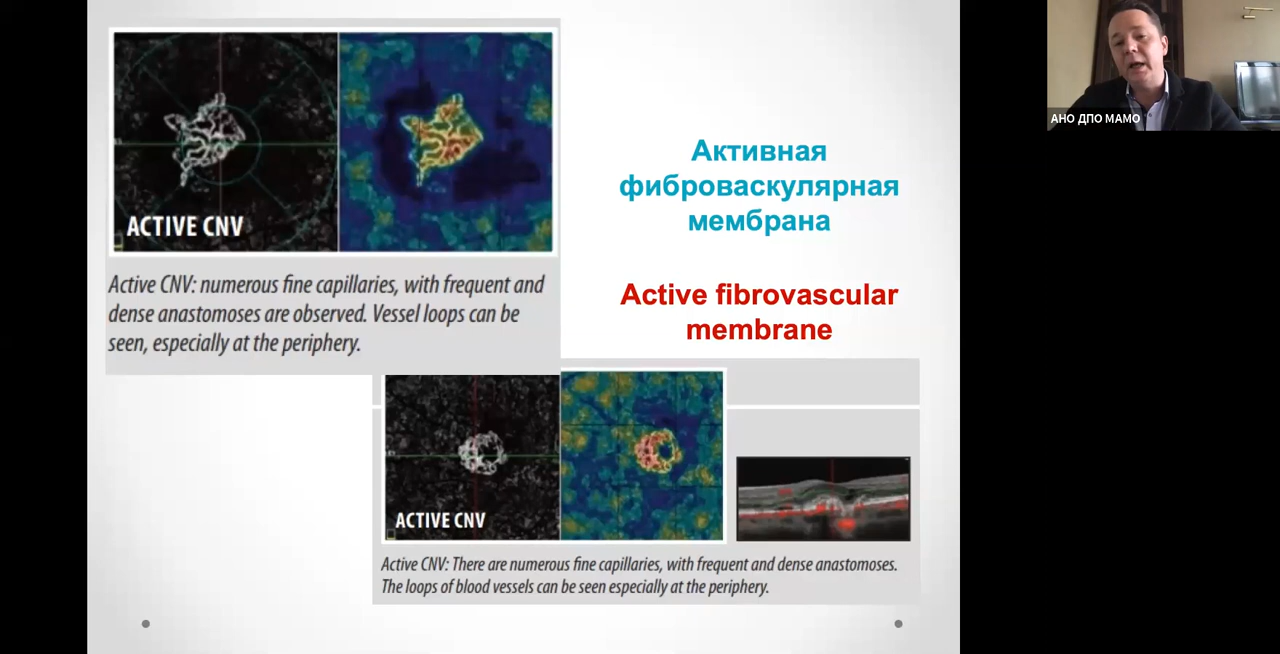 ACTIVE CNV
Active CNV: numerous fine capillaries, with frequent and
dense anastomoses are observed. Vessel loops can be
seen, especially at the periphery.
Активная
фиброваскулярная
мембрана
Active fibrovascular
membrane
ACTIVE CNV
Active CNV: There are numerous fine capillaries, with frequent and dense anastomoses.
The loops of blood vessels can be seen especially at the periphery.
АНО ДПО МАМО